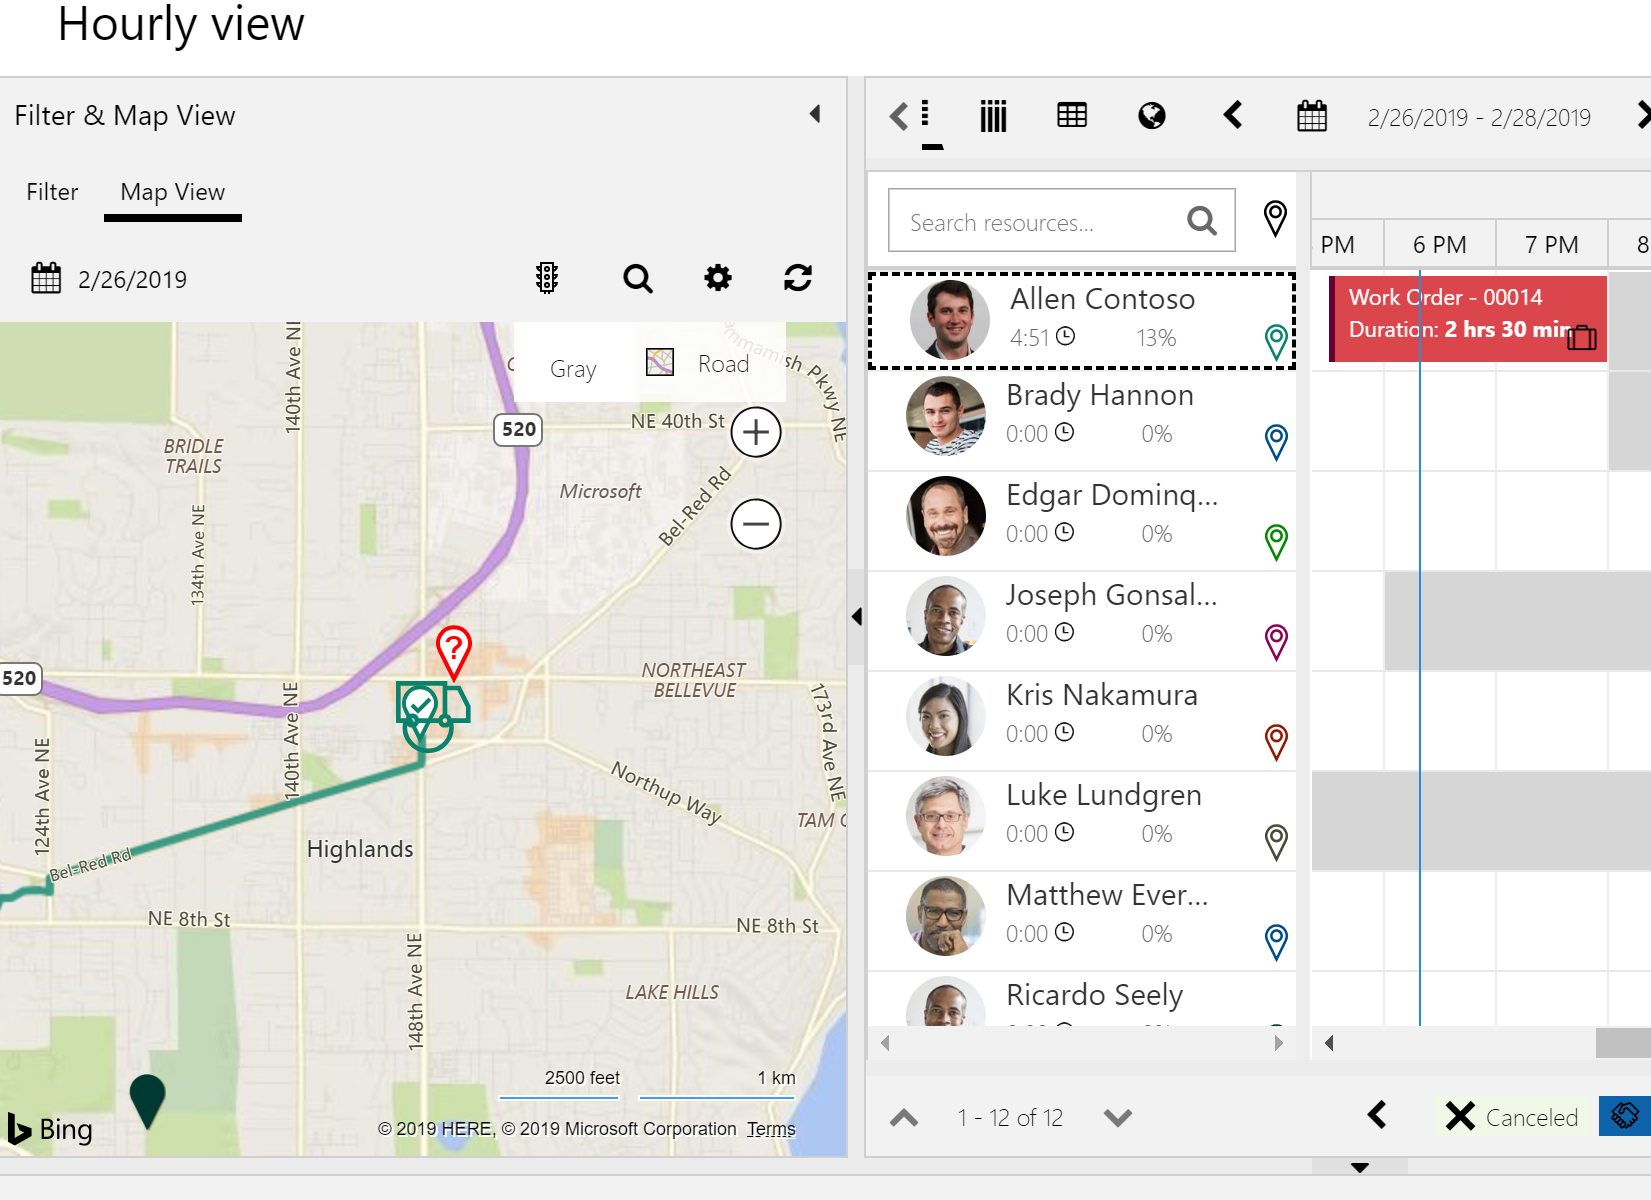 Hourly view
Filter & Map View
Filter
Map View
2/26/2019
Gray
Road
140th Ave N
BRIDLE
TRAILS
134th Ave NE
520
NE 40th St
Microsoft
Bel-Red Rd
sh Pkwy NE
520
NORTHEAST
BELLEVUE
140th Ave NE
124th Ave NE
173rd Ave NE
Northup Way
TAM
Highlands
Bel-Red Rd
NE 8th St
NE 8th St
148th Ave NE
LAKE HILLS
2500 feet
1 km
Bing
© 2019 HERE, © 2019 Microsoft Corporation Terms
2/26/2019 - 2/28/2019
Search resources...
PM
6 PM
7 PM
8
Allen Contoso
4:51
13%
Work Order - 00014
Duration: 2 hrs 30 min
Brady Hannon
0:00
0%
Edgar Dominq...
0:00
0%
Joseph Gonsal...
0:00
0%
Kris Nakamura
0:00
0%
Luke Lundgren
0:00
0%
Matthew Ever...
0:00
0%
Ricardo Seely
1 - 12 of 12
Canceled